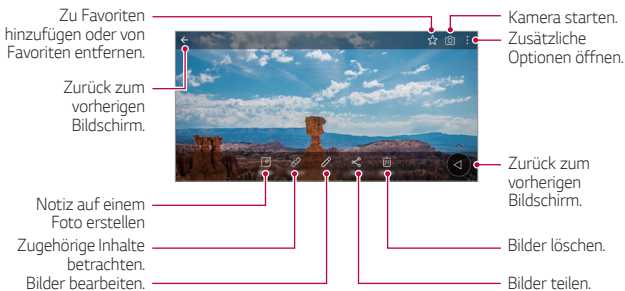 Zu Favoriten
hinzufügen oder von
Favoriten entfernen.
Zurück zum
vorherigen
Bildschirm.
Notiz auf einem
Foto erstellen
Zugehörige Inhalte
betrachten.
Bilder bearbeiten.
Kamera starten.
Zusätzliche
Optionen öffnen.
Zurück zum
vorherigen
Bildschirm.
Bilder löschen.
Bilder teilen.